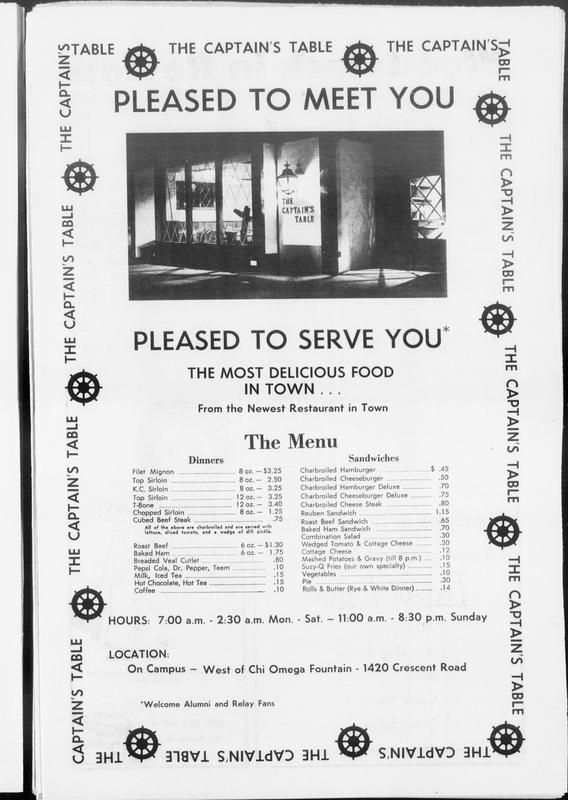 THE CAPTAIN'S TABLE
THE CAPTAIN'S TABLE
THE CAPTAIN'S TABLE
PLEASED TO MEET YOU
THE
CAPTAIN'S
TABLE
PLEASED TO SERVE YOU*
THE MOST DELICIOUS FOOD
IN TOWN . . .
From the Newest Restaurant in Town
The Menu
Dinners
Filet Mignon 8 oz. — $3.25
Top Sirloin 8 oz. — 2.50
K.C. Sirloin 8 oz. — 3.25
Top Sirloin 12 oz. — 3.25
T-Bone 12 oz. — 3.40
Chopped Sirloin 8 oz. — 1.25
Cubed Beef Steak .75
All of the above are charbroiled and are served with
lettuce, sliced tomato, and a wedge of dill pickle.
Roast Beef 6 oz. — $1.30
Baked Ham 6 oz. — 1.75
Breaded Veal Cutlet .80
Pepsi Cola, Dr. Pepper, Teem .10
Milk, Iced Tea .15
Hot Chocolate, Hot Tea .15
Coffee .10
Sandwiches
Charbroiled Hamburger $ .45
Charbroiled Cheeseburger .50
Charbroiled Hamburger Deluxe .70
Charbroiled Cheeseburger Deluxe .75
Charbroiled Cheese Steak .80
Reuben Sandwich 1.15
Roast Beef Sandwich .65
Baked Ham Sandwich .70
Combination Salad .30
Wedged Tomato & Cottage Cheese .30
Cottage Cheese .12
Mashed Potatoes & Gravy (till 8 p.m.) .10
Suzy-Q Fries (our own specialty) .15
Vegetables .10
Pie .30
Rolls & Butter (Rye & White Dinner) .14
HOURS: 7:00 a.m. - 2:30 a.m. Mon. - Sat. — 11:00 a.m. - 8:30 p.m. Sunday
LOCATION:
On Campus — West of Chi Omega Fountain - 1420 Crescent Road
*Welcome Alumni and Relay Fans
THE CAPTAIN'S TABLE
THE CAPTAIN'S TABLE
THE CAPTAIN'S TABLE
THE CAPTAIN'S TABLE
THE CAPTAIN'S TABLE
THE CAPTAIN'S TABLE
THE CAPTAIN'S TABLE
THE CAPTAIN'S TABLE